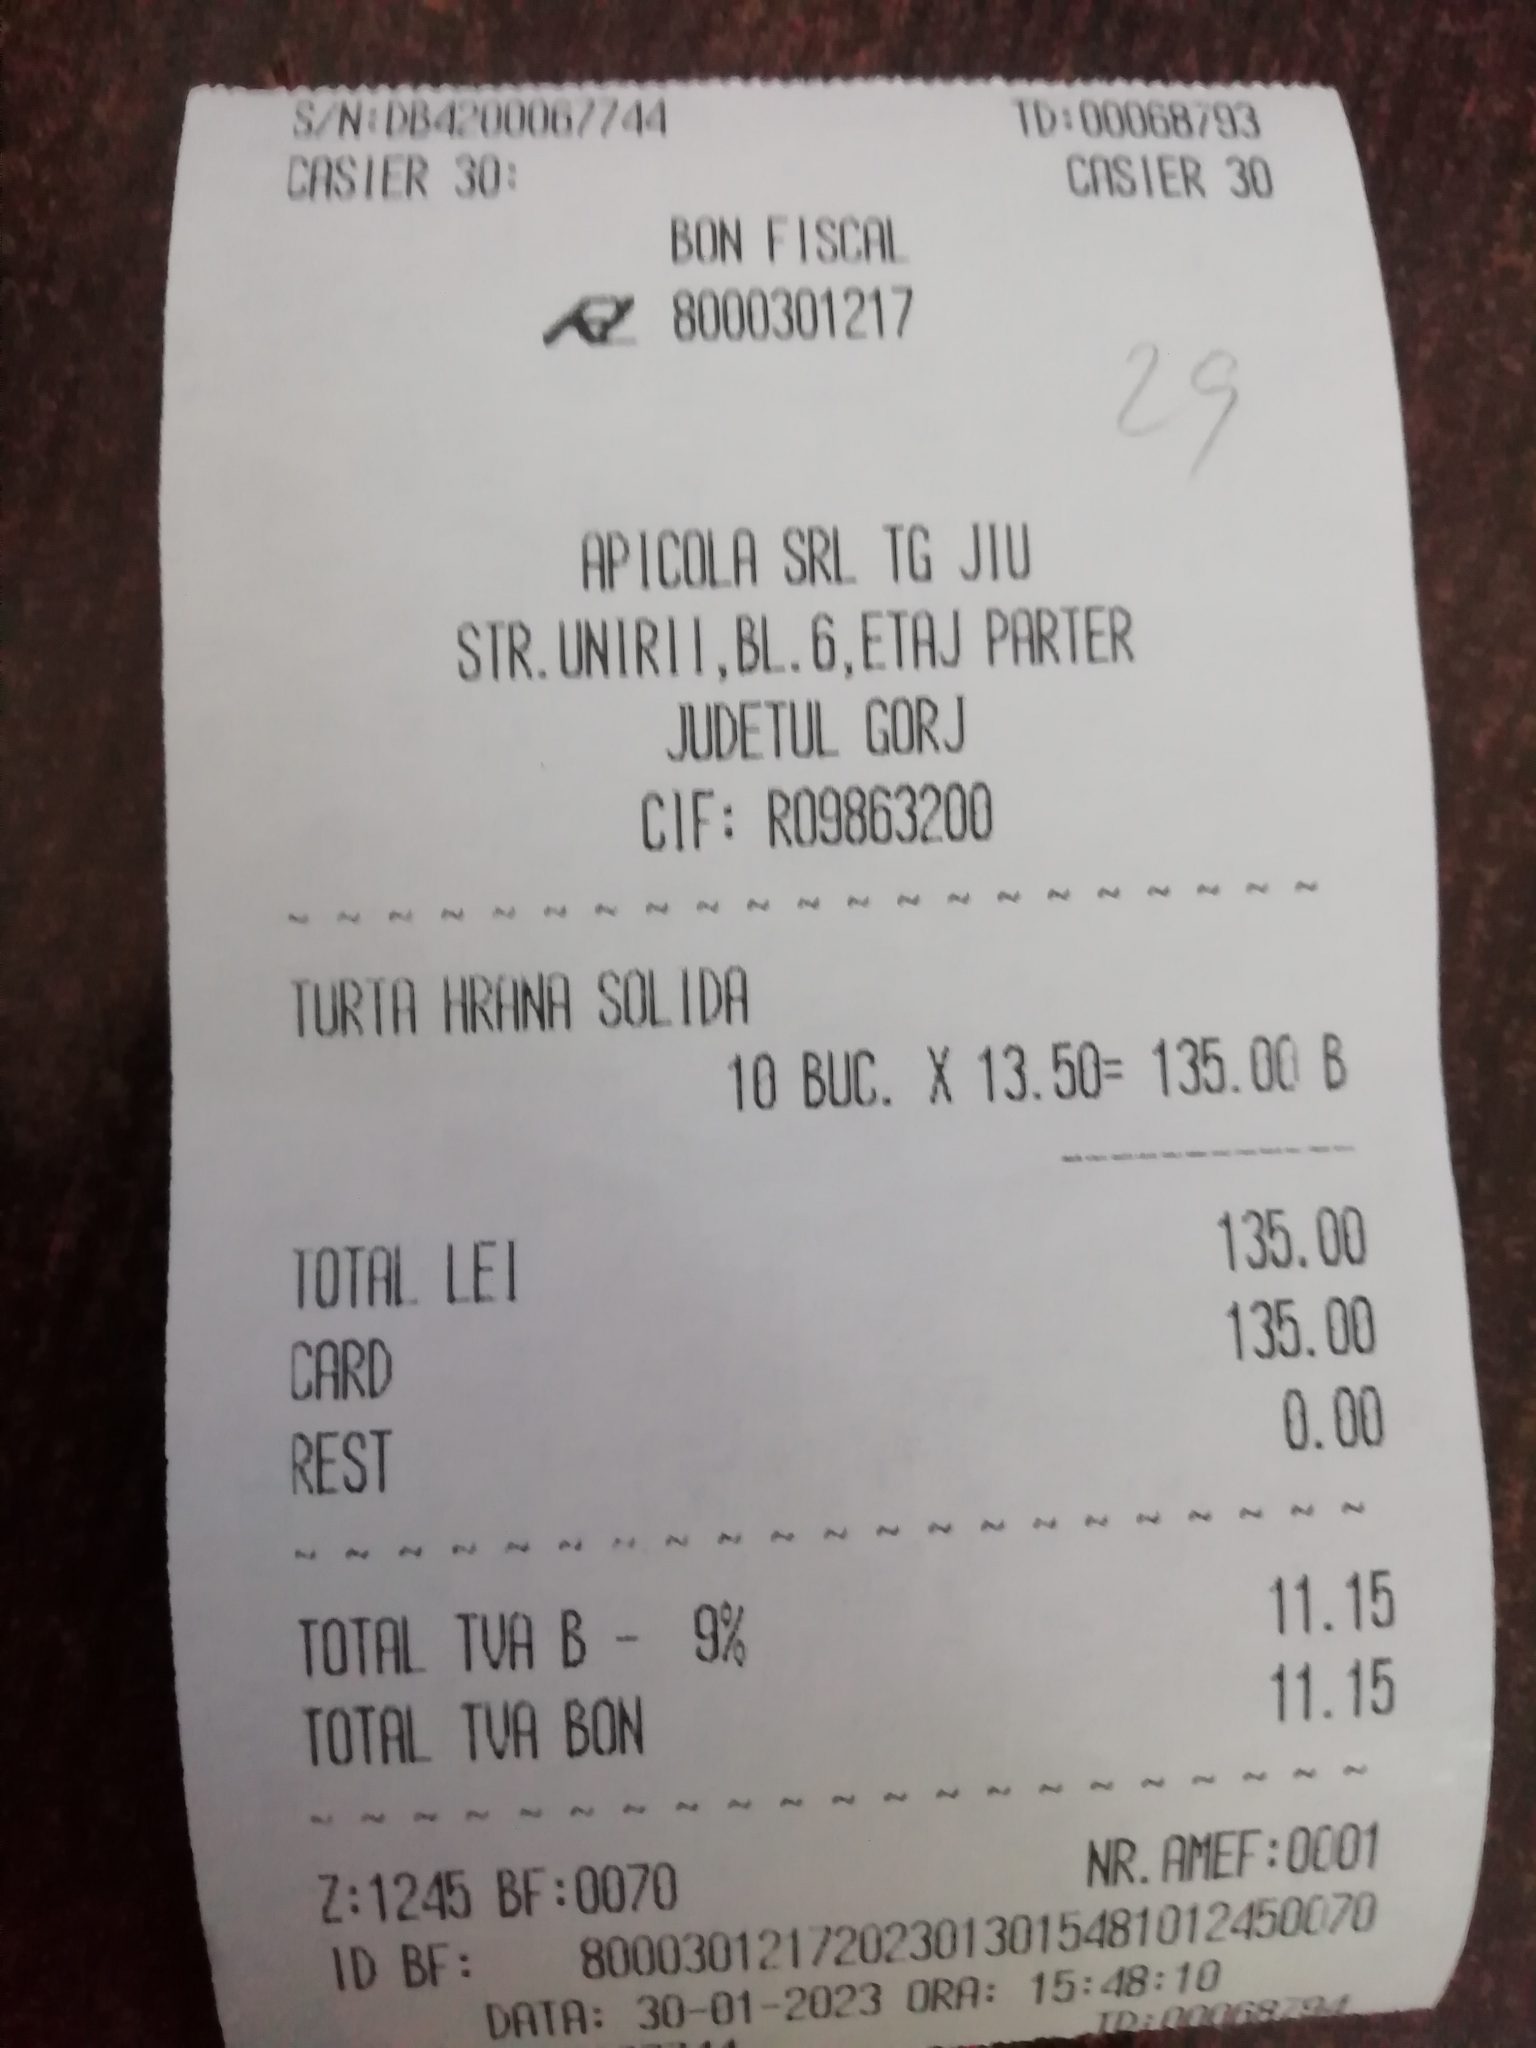 S/N:DB4200067744 TD:00068793
CASIER 30: CASIER 30
BON FISCAL
8000301217
29
APICOLA SRL TG JIU
STR.UNIRII,BL.6,ETAJ PARTER
JUDETUL GORJ
CIF: RO9863200
~ ~ ~ ~ ~ ~ ~ ~ ~ ~ ~ ~ ~ ~ ~ ~ ~ ~ ~ ~ ~
TURTA HRANA SOLIDA
10 BUC. X 13.50= 135.00 B
------------
TOTAL LEI 135.00
CARD 135.00
REST 0.00
~ ~ ~ ~ ~ ~ ~ ~ ~ ~ ~ ~ ~ ~ ~ ~ ~ ~ ~ ~ ~
TOTAL TVA B - 9% 11.15
TOTAL TVA BON 11.15
~ ~ ~ ~ ~ ~ ~ ~ ~ ~ ~ ~ ~ ~ ~ ~ ~ ~ ~ ~ ~
Z:1245 BF:0070 NR.AMEF:0001
ID BF: 80003012172023013015481012450070
DATA: 30-01-2023 ORA: 15:48:10
TD:00068794